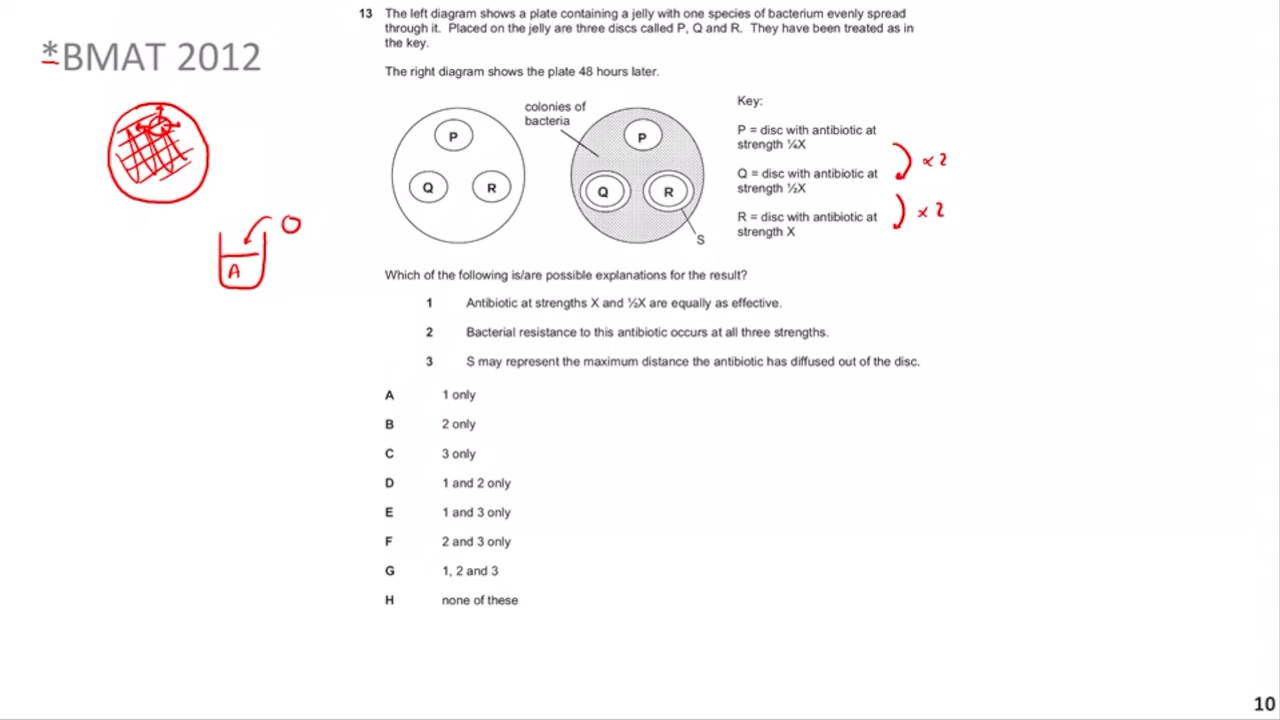 *BMAT 2012
13 The left diagram shows a plate containing a jelly with one species of bacterium evenly spread
through it. Placed on the jelly are three discs called P, Q and R. They have been treated as in
the key.
The right diagram shows the plate 48 hours later.
colonies of
bacteria
P
Q
R
P
Q
R
S
Key:
P = disc with antibiotic at
strength ¼X
Q = disc with antibiotic at
strength ½X
R = disc with antibiotic at
strength X
×2
×2
A
Which of the following is/are possible explanations for the result?
1 Antibiotic at strengths X and ½X are equally as effective.
2 Bacterial resistance to this antibiotic occurs at all three strengths.
3 S may represent the maximum distance the antibiotic has diffused out of the disc.
A 1 only
B 2 only
C 3 only
D 1 and 2 only
E 1 and 3 only
F 2 and 3 only
G 1, 2 and 3
H none of these
10